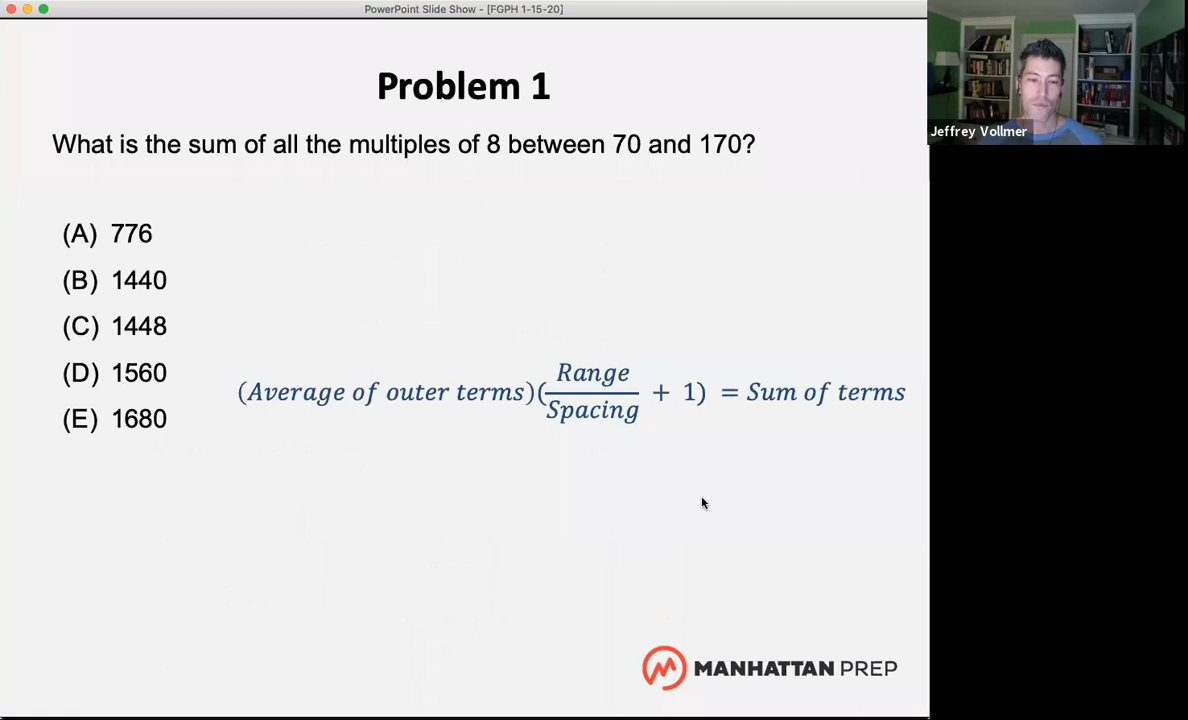 PowerPoint Slide Show - [FGPH 1-15-20]
Problem 1
Jeffrey Vollmer
What is the sum of all the multiples of 8 between 70 and 170?
(A) 776
(B) 1440
(C) 1448
(D) 1560
(E) 1680
(Average of outer terms)(Range/Spacing + 1) = Sum of terms
MANHATTAN PREP